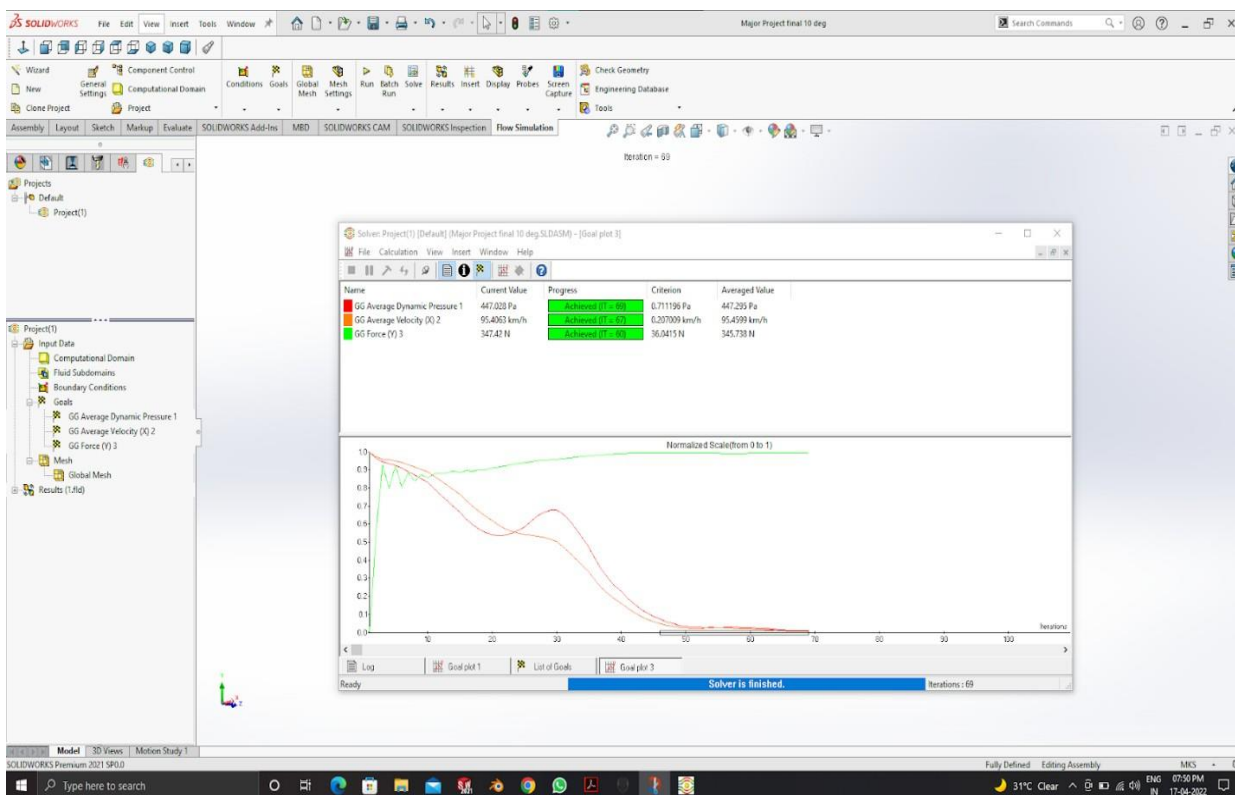 SOLIDWORKS File Edit View Insert Tools Window Major Project final 10 deg Search Commands
Wizard
New
Clone Project
General Settings
Component Control
Computational Domain
Project
Conditions
Goals
Global Mesh
Mesh Settings
Run
Batch Run
Solve
Results
Insert
Display
Probes
Screen Capture
Check Geometry
Engineering Database
Tools
Assembly Layout Sketch Markup Evaluate SOLIDWORKS Add-Ins MBD SOLIDWORKS CAM SOLIDWORKS Inspection Flow Simulation
Iteration = 69
Projects
Default
Project(1)
Project(1)
Input Data
Computational Domain
Fluid Subdomains
Boundary Conditions
Goals
GG Average Dynamic Pressure 1
GG Average Velocity (X) 2
GG Force (Y) 3
Mesh
Global Mesh
Results (1.fld)
Solver: Project(1) [Default] (Major Project final 10 deg.SLDASM) - [Goal plot 3]
File Calculation View Insert Window Help
Name Current Value Progress Criterion Averaged Value
GG Average Dynamic Pressure 1 447.028 Pa Achieved (IT = 69) 0.711196 Pa 447.295 Pa
GG Average Velocity (X) 2 95.4063 km/h Achieved (IT = 67) 0.207009 km/h 95.4599 km/h
GG Force (Y) 3 347.42 N Achieved (IT = 60) 36.0415 N 345.738 N
Normalized Scale(from 0 to 1)
1.0
0.9
0.8
0.7
0.6
0.5
0.4
0.3
0.2
0.1
0.0
10 20 30 40 50 60 70 80 90 100
Iterations
Log Goal plot 1 List of Goals Goal plot 3
Ready Solver is finished. Iterations : 69
Model 3D Views Motion Study 1
SOLIDWORKS Premium 2021 SP0.0 Fully Defined Editing Assembly MKS
Type here to search 31°C Clear ENG 07:50 PM
IN 17-04-2022